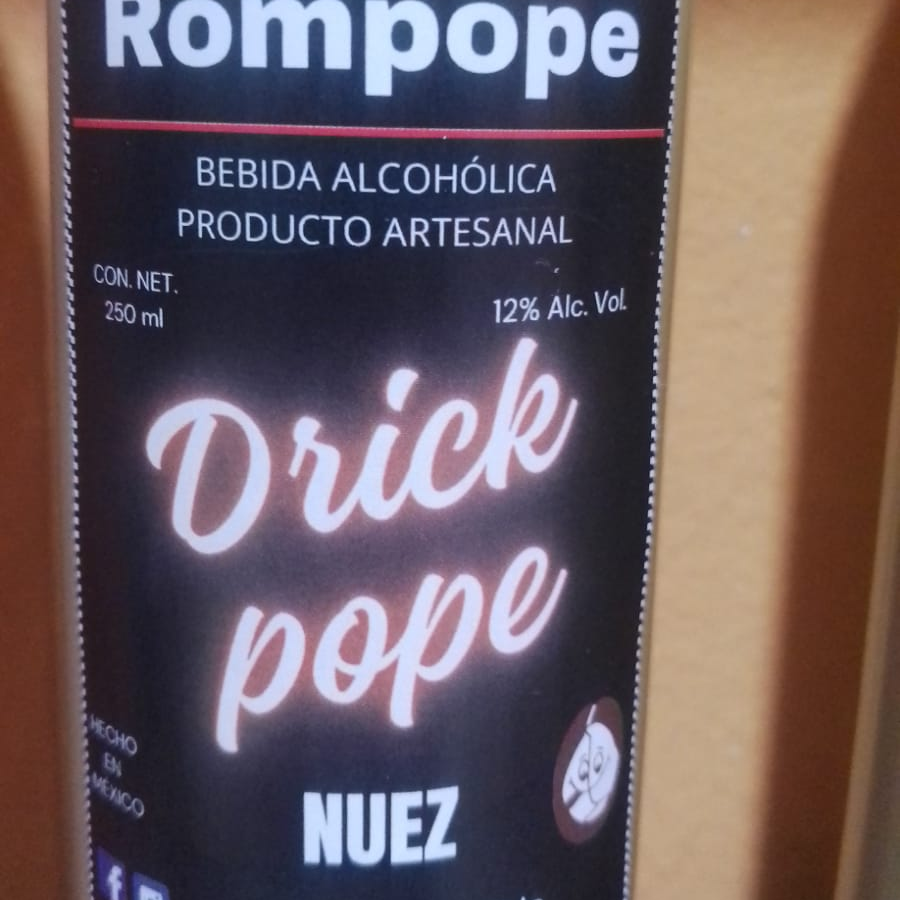 Rompope
BEBIDA ALCOHÓLICA
PRODUCTO ARTESANAL
CON. NET.
250 ml
12% Alc. Vol.
Drick
pope
HECHO
EN
MÉXICO
NUEZ
f